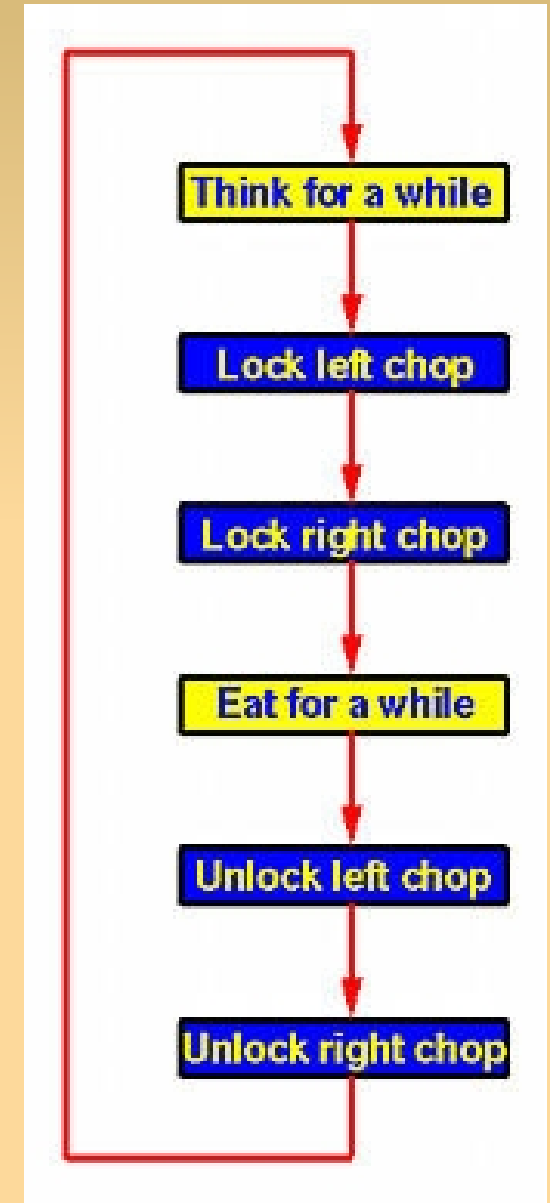 Think for a while
Lock left chop
Lock right chop
Eat for a while
Unlock left chop
Unlock right chop